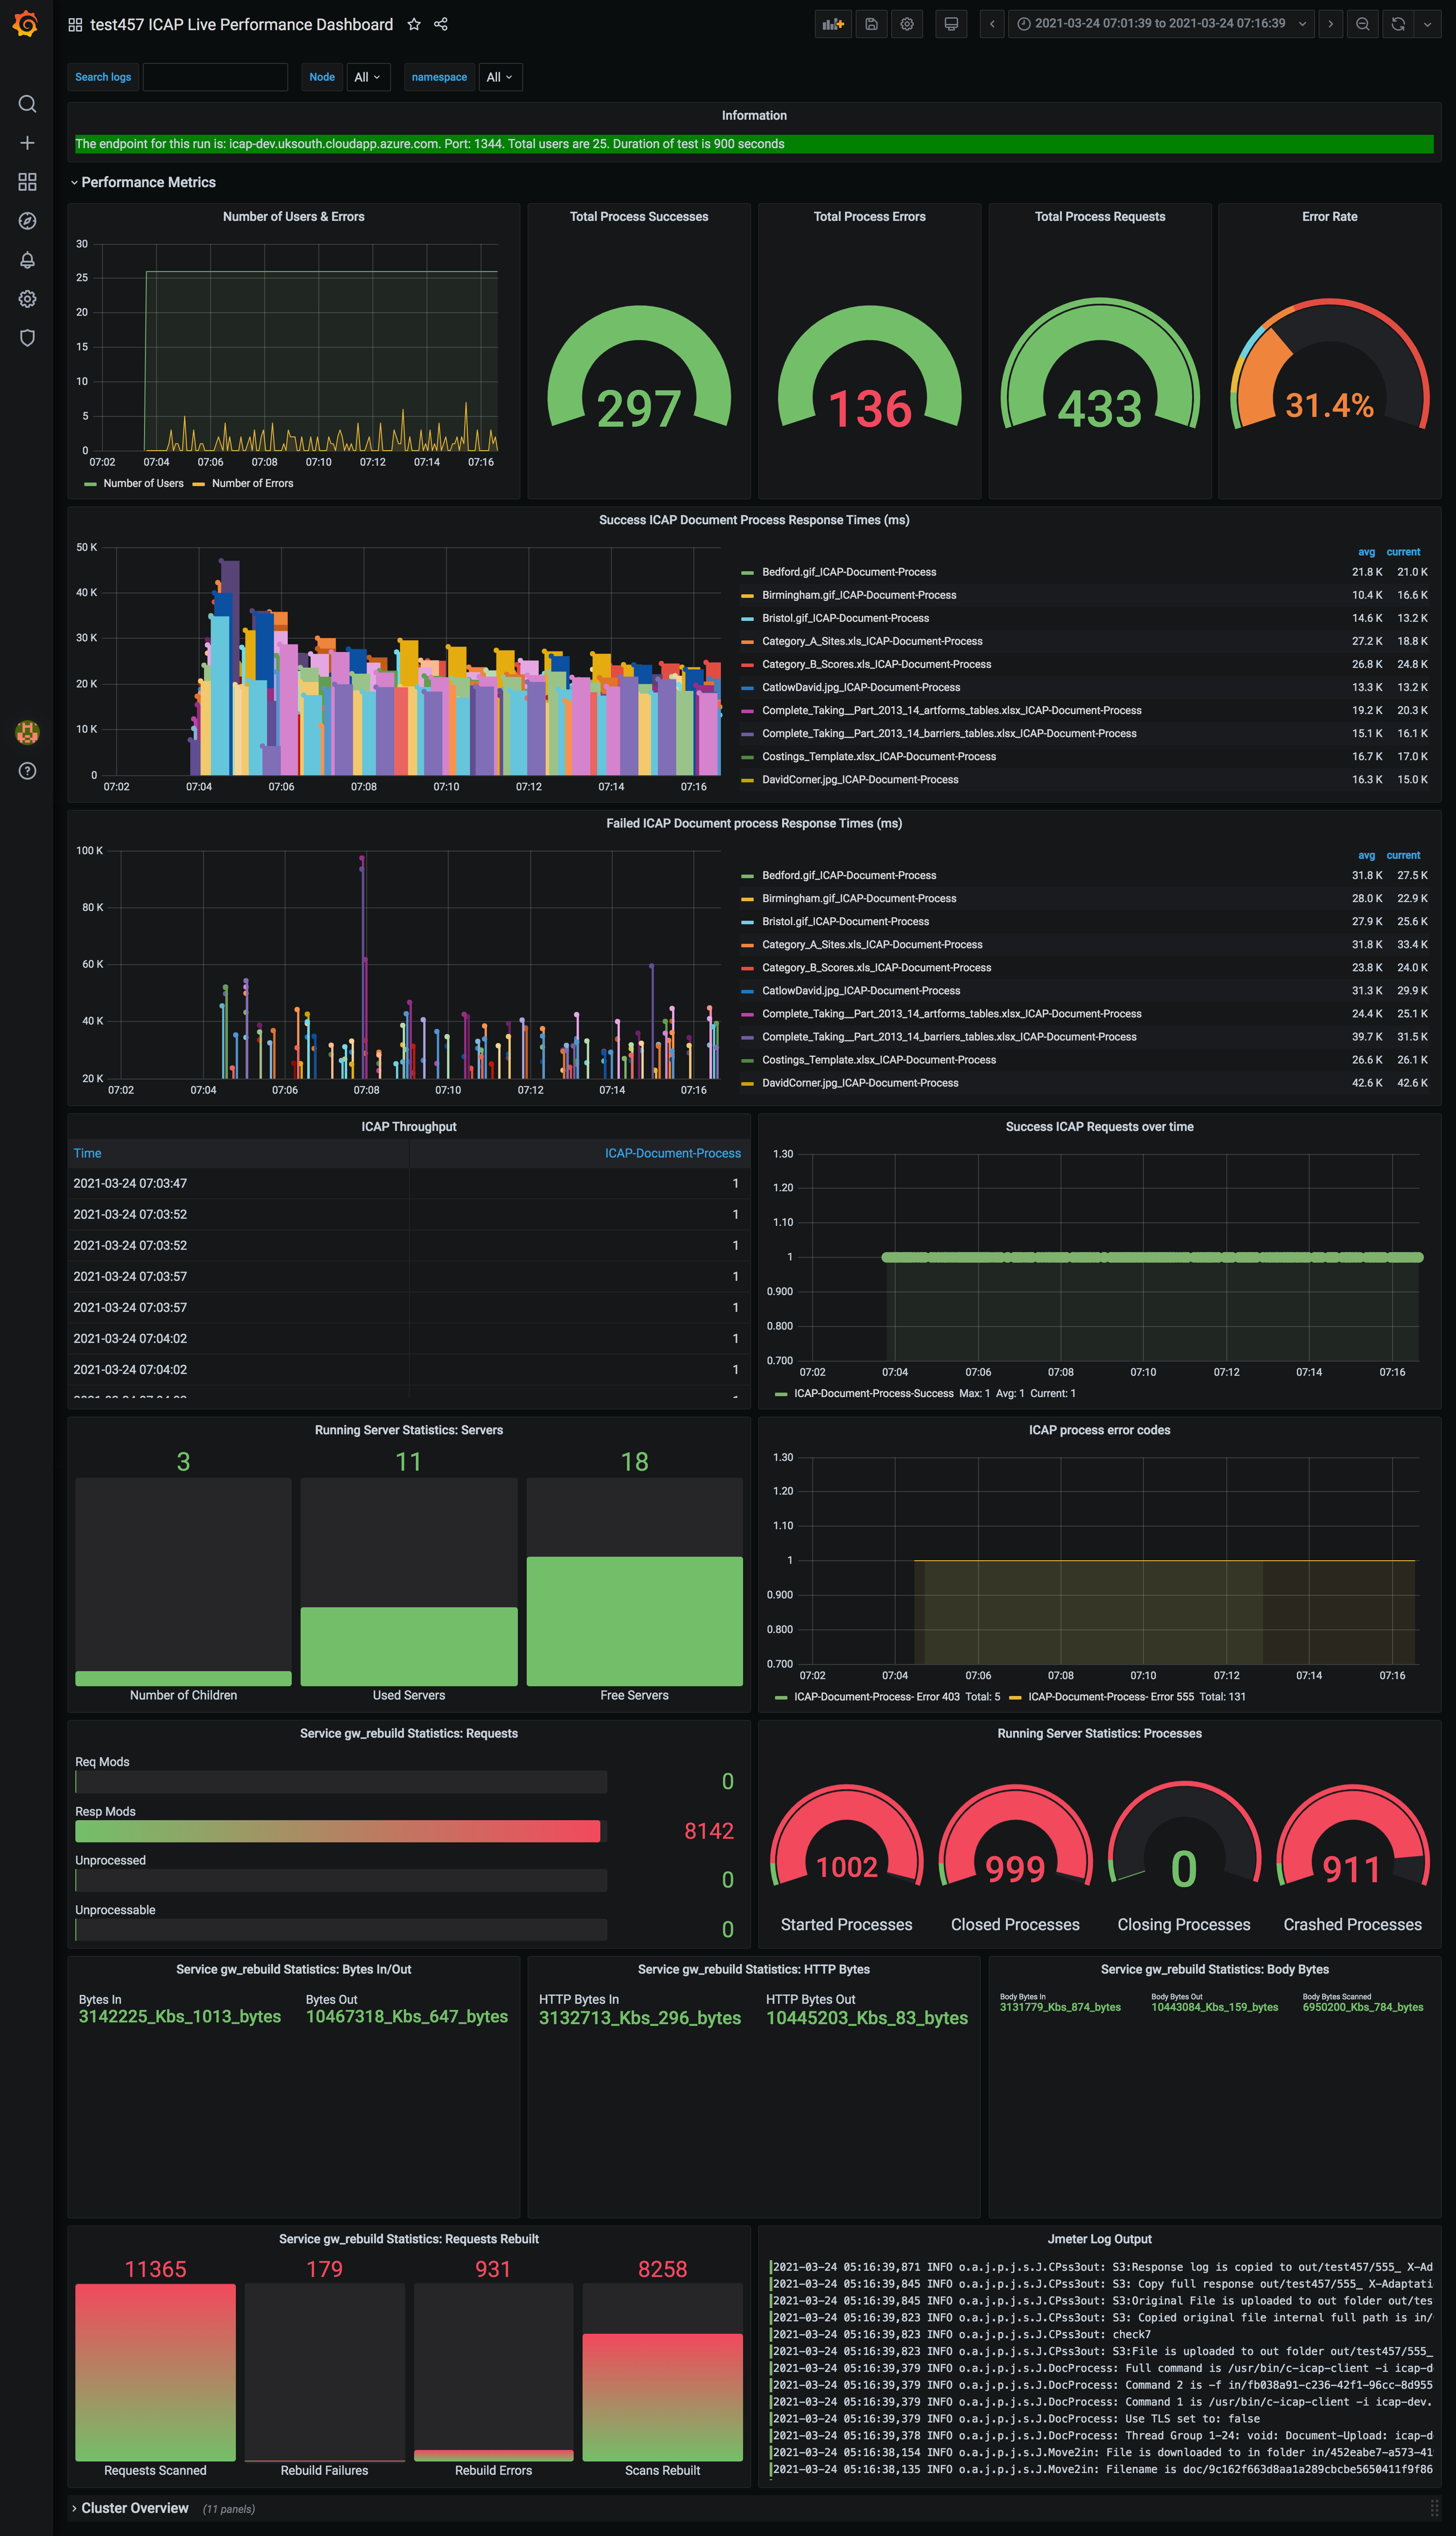 test457 ICAP Live Performance Dashboard
2021-03-24 07:01:39 to 2021-03-24 07:16:39
Search logs
Node All
namespace All
Information
The endpoint for this run is: icap-dev.uksouth.cloudapp.azure.com. Port: 1344. Total users are 25. Duration of test is 900 seconds
Performance Metrics
Number of Users & Errors
30
25
20
15
10
5
0
07:02 07:04 07:06 07:08 07:10 07:12 07:14 07:16
Number of Users Number of Errors
Total Process Successes
297
Total Process Errors
136
Total Process Requests
433
Error Rate
31.4%
Success ICAP Document Process Response Times (ms)
50 K
40 K
30 K
20 K
10 K
0
07:02 07:04 07:06 07:08 07:10 07:12 07:14 07:16
avg current
Bedford.gif_ICAP-Document-Process 21.8 K 21.0 K
Birmingham.gif_ICAP-Document-Process 10.4 K 16.6 K
Bristol.gif_ICAP-Document-Process 14.6 K 13.2 K
Category_A_Sites.xls_ICAP-Document-Process 27.2 K 18.8 K
Category_B_Scores.xls_ICAP-Document-Process 26.8 K 24.8 K
CatlowDavid.jpg_ICAP-Document-Process 13.3 K 13.2 K
Complete_Taking__Part_2013_14_artforms_tables.xlsx_ICAP-Document-Process 19.2 K 20.3 K
Complete_Taking__Part_2013_14_barriers_tables.xlsx_ICAP-Document-Process 15.1 K 16.1 K
Costings_Template.xlsx_ICAP-Document-Process 16.7 K 17.0 K
DavidCorner.jpg_ICAP-Document-Process 16.3 K 15.0 K
Failed ICAP Document process Response Times (ms)
100 K
80 K
60 K
40 K
20 K
07:02 07:04 07:06 07:08 07:10 07:12 07:14 07:16
avg current
Bedford.gif_ICAP-Document-Process 31.8 K 27.5 K
Birmingham.gif_ICAP-Document-Process 28.0 K 22.9 K
Bristol.gif_ICAP-Document-Process 27.9 K 25.6 K
Category_A_Sites.xls_ICAP-Document-Process 31.8 K 33.4 K
Category_B_Scores.xls_ICAP-Document-Process 23.8 K 24.0 K
CatlowDavid.jpg_ICAP-Document-Process 31.3 K 29.9 K
Complete_Taking__Part_2013_14_artforms_tables.xlsx_ICAP-Document-Process 24.4 K 25.1 K
Complete_Taking__Part_2013_14_barriers_tables.xlsx_ICAP-Document-Process 39.7 K 31.5 K
Costings_Template.xlsx_ICAP-Document-Process 26.6 K 26.1 K
DavidCorner.jpg_ICAP-Document-Process 42.6 K 42.6 K
ICAP Throughput
Time ICAP-Document-Process
2021-03-24 07:03:47 1
2021-03-24 07:03:52 1
2021-03-24 07:03:52 1
2021-03-24 07:03:57 1
2021-03-24 07:03:57 1
2021-03-24 07:04:02 1
2021-03-24 07:04:02 1
Success ICAP Requests over time
1.30
1.20
1.10
1
0.900
0.800
0.700
07:02 07:04 07:06 07:08 07:10 07:12 07:14 07:16
ICAP-Document-Process-Success Max: 1 Avg: 1 Current: 1
Running Server Statistics: Servers
3 11 18
Number of Children Used Servers Free Servers
ICAP process error codes
1.30
1.20
1.10
1
0.900
0.800
0.700
07:02 07:04 07:06 07:08 07:10 07:12 07:14 07:16
ICAP-Document-Process- Error 403 Total: 5 ICAP-Document-Process- Error 555 Total: 131
Service gw_rebuild Statistics: Requests
Req Mods
0
Resp Mods
8142
Unprocessed
0
Unprocessable
0
Running Server Statistics: Processes
1002 999 0 911
Started Processes Closed Processes Closing Processes Crashed Processes
Service gw_rebuild Statistics: Bytes In/Out
Bytes In Bytes Out
3142225_Kbs_1013_bytes 10467318_Kbs_647_bytes
Service gw_rebuild Statistics: HTTP Bytes
HTTP Bytes In HTTP Bytes Out
3132713_Kbs_296_bytes 10445203_Kbs_83_bytes
Service gw_rebuild Statistics: Body Bytes
Body Bytes In Body Bytes Out Body Bytes Scanned
3131779_Kbs_874_bytes 10443084_Kbs_159_bytes 6950200_Kbs_784_bytes
Service gw_rebuild Statistics: Requests Rebuilt
11365 179 931 8258
Requests Scanned Rebuild Failures Rebuild Errors Scans Rebuilt
Jmeter Log Output
2021-03-24 05:16:39,871 INFO o.a.j.p.j.s.J.CPss3out: S3:Response log is copied to out/test457/555_ X-Ad
2021-03-24 05:16:39,845 INFO o.a.j.p.j.s.J.CPss3out: S3: Copy full response out/test457/555_ X-Adaptati
2021-03-24 05:16:39,845 INFO o.a.j.p.j.s.J.CPss3out: S3:Original File is uploaded to out folder out/tes
2021-03-24 05:16:39,823 INFO o.a.j.p.j.s.J.CPss3out: S3: Copied original file internal full path is in/
2021-03-24 05:16:39,823 INFO o.a.j.p.j.s.J.CPss3out: check7
2021-03-24 05:16:39,823 INFO o.a.j.p.j.s.J.CPss3out: S3:File is uploaded to out folder out/test457/555_
2021-03-24 05:16:39,379 INFO o.a.j.p.j.s.J.DocProcess: Full command is /usr/bin/c-icap-client -i icap-d
2021-03-24 05:16:39,379 INFO o.a.j.p.j.s.J.DocProcess: Command 2 is -f in/fb038a91-c236-42f1-96cc-8d955
2021-03-24 05:16:39,379 INFO o.a.j.p.j.s.J.DocProcess: Command 1 is /usr/bin/c-icap-client -i icap-dev.
2021-03-24 05:16:39,379 INFO o.a.j.p.j.s.J.DocProcess: Use TLS set to: false
2021-03-24 05:16:39,378 INFO o.a.j.p.j.s.J.DocProcess: Thread Group 1-24: void: Document-Upload: icap-d
2021-03-24 05:16:38,154 INFO o.a.j.p.j.s.J.Move2in: File is downloaded to in folder in/452eabe7-a573-41
2021-03-24 05:16:38,135 INFO o.a.j.p.j.s.J.Move2in: Filename is doc/9c162f663d8aa1a289cbcbe5650411f9f86
Cluster Overview (11 panels)